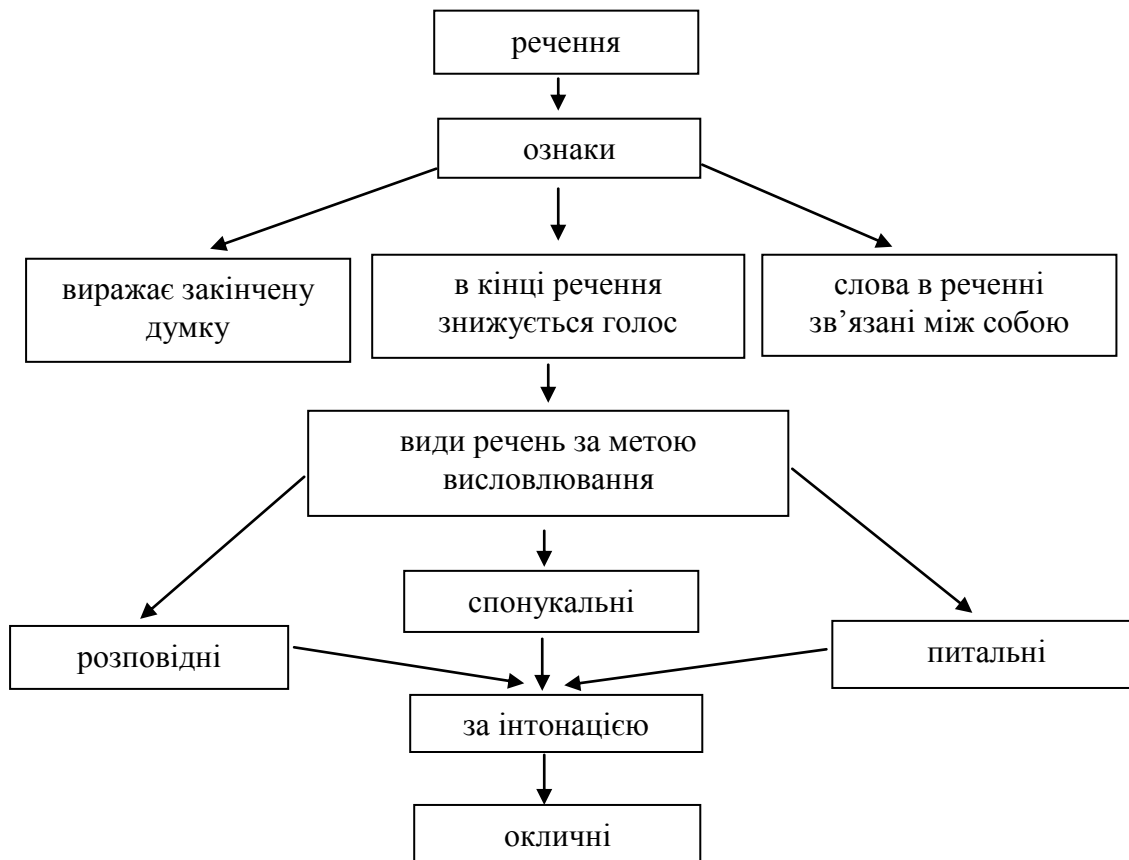 речення
ознаки
виражає закінчену
думку
в кінці речення
знижується голос
слова в реченні
зв’язані між собою
види речень за метою
висловлювання
спонукальні
розповідні
питальні
за інтонацією
окличні